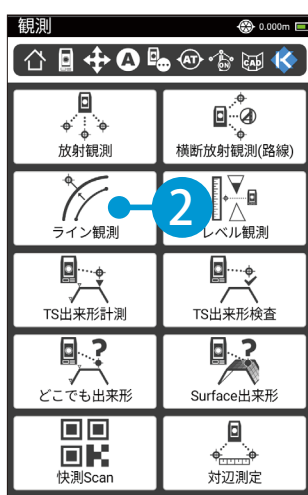 観測
0.000m
A
AT
ON
CAD
放射観測
横断放射観測(路線)
2
ライン観測
レベル観測
TS出来形計測
TS出来形検査
?
?
どこでも出来形
Surface出来形
快測Scan
対辺測定